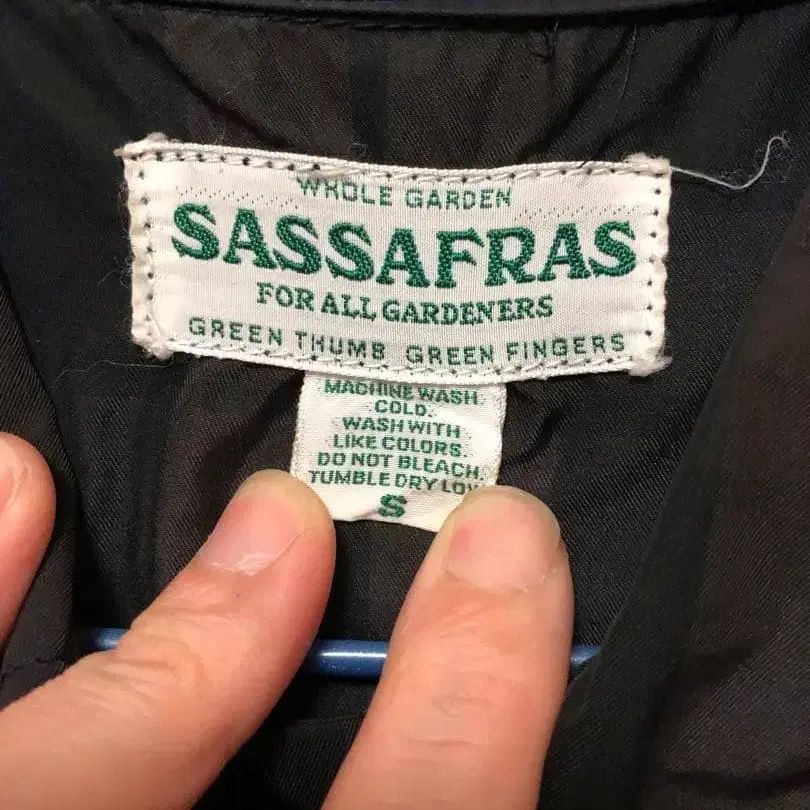 WHOLE GARDEN
SASSAFRAS
FOR ALL GARDENERS
GREEN THUMB GREEN FINGERS
MACHINE WASH
COLD.
WASH WITH
LIKE COLORS.
DO NOT BLEACH
TUMBLE DRY LOW
S